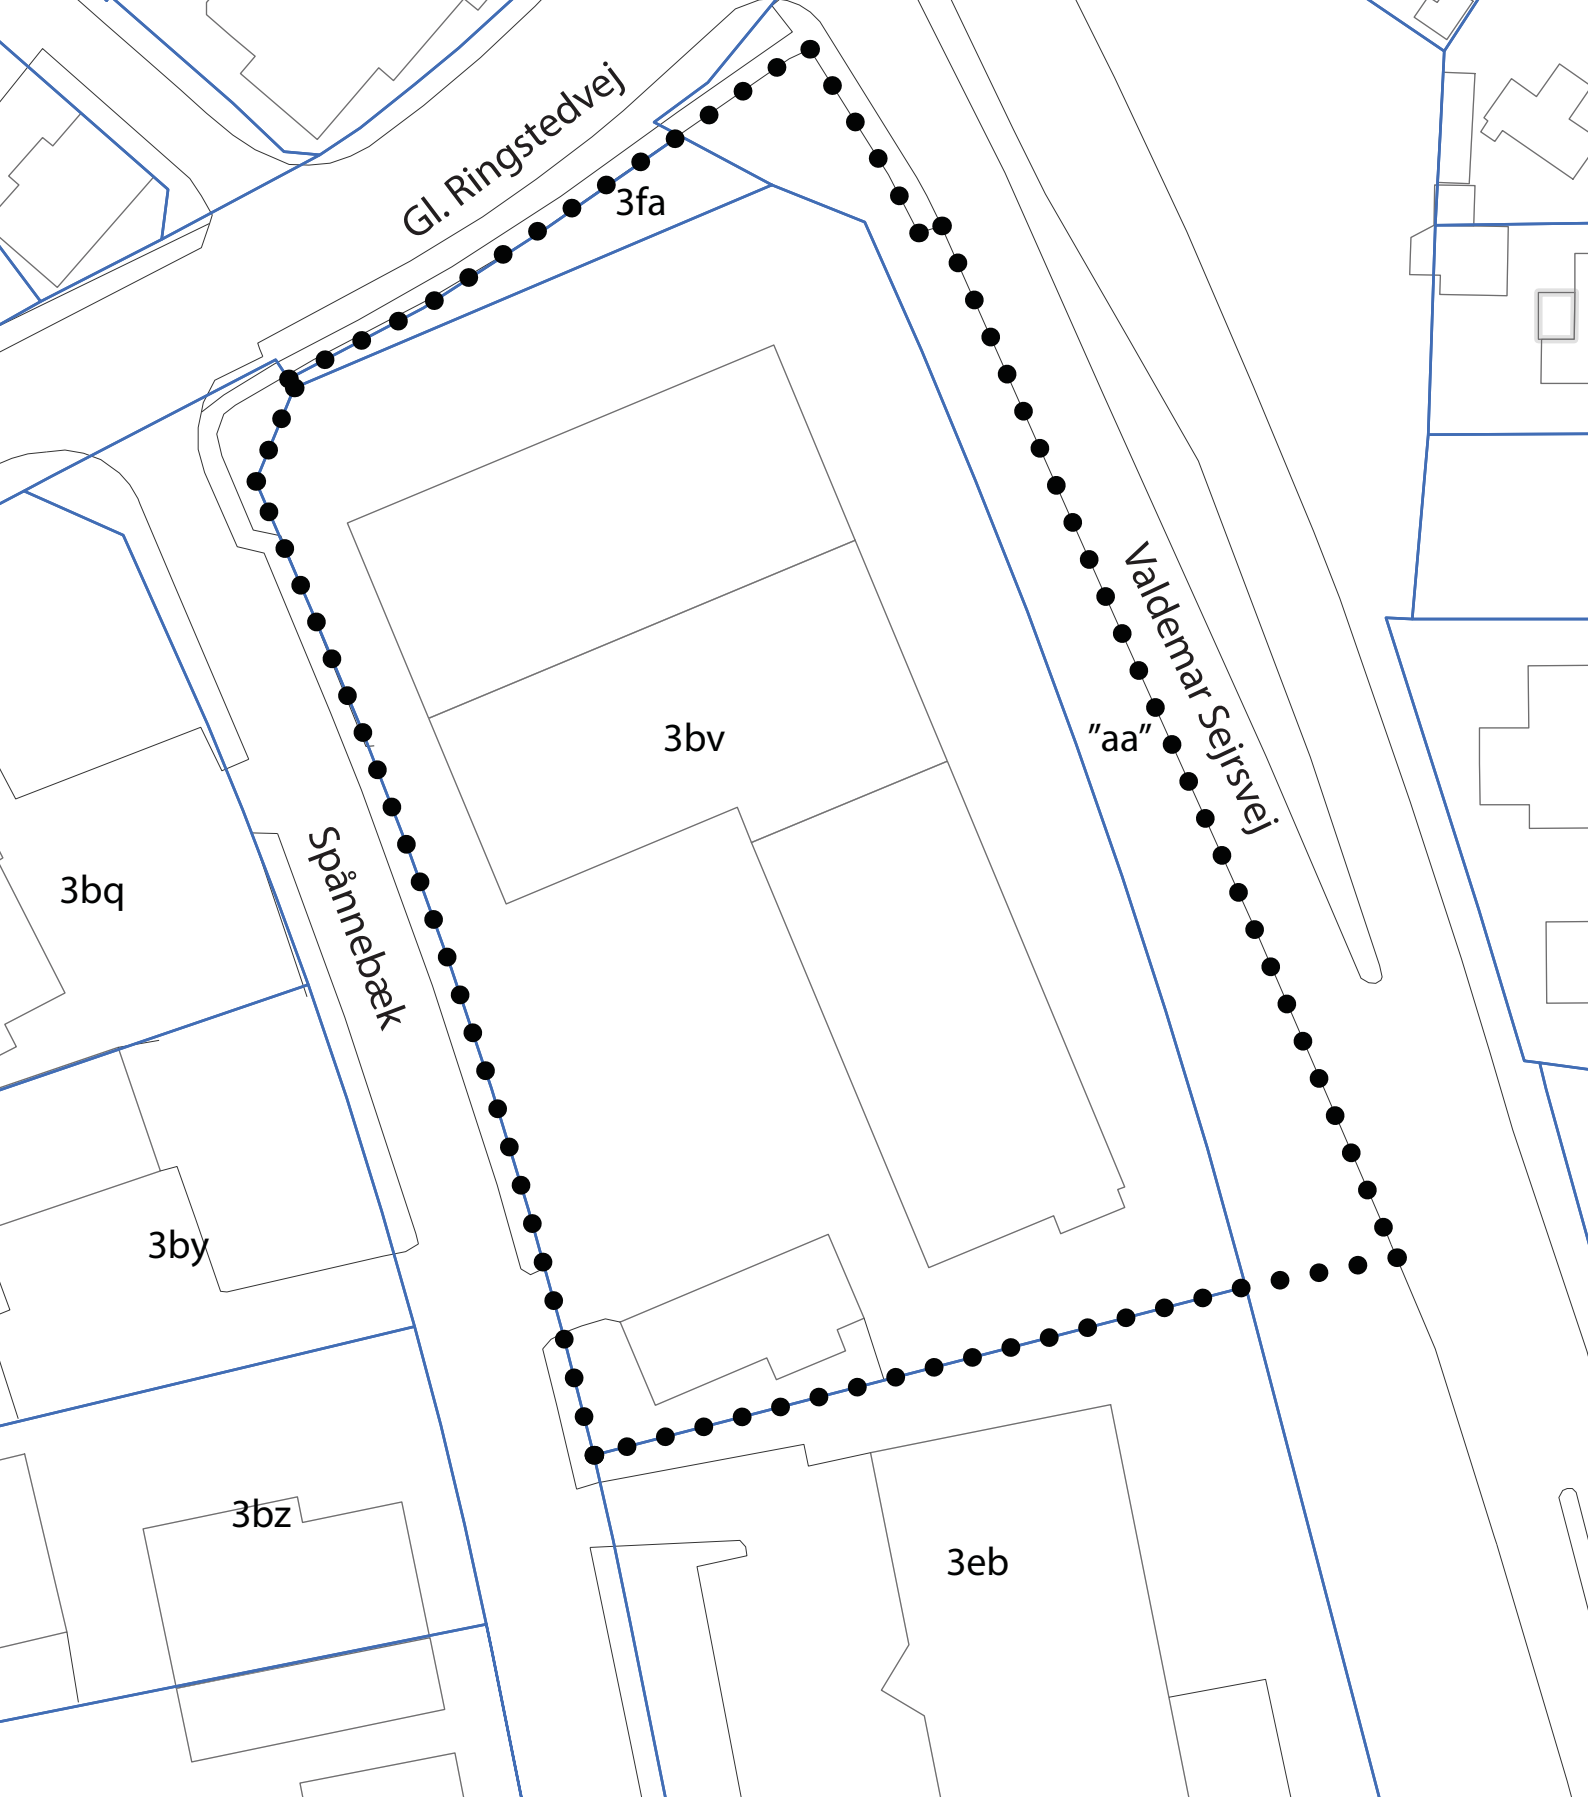 Gl. Ringstedvej
3fa
Valdemar Sejrsvej
3bv
”aa”
Spånnebæk
3bq
3by
3bz
3eb